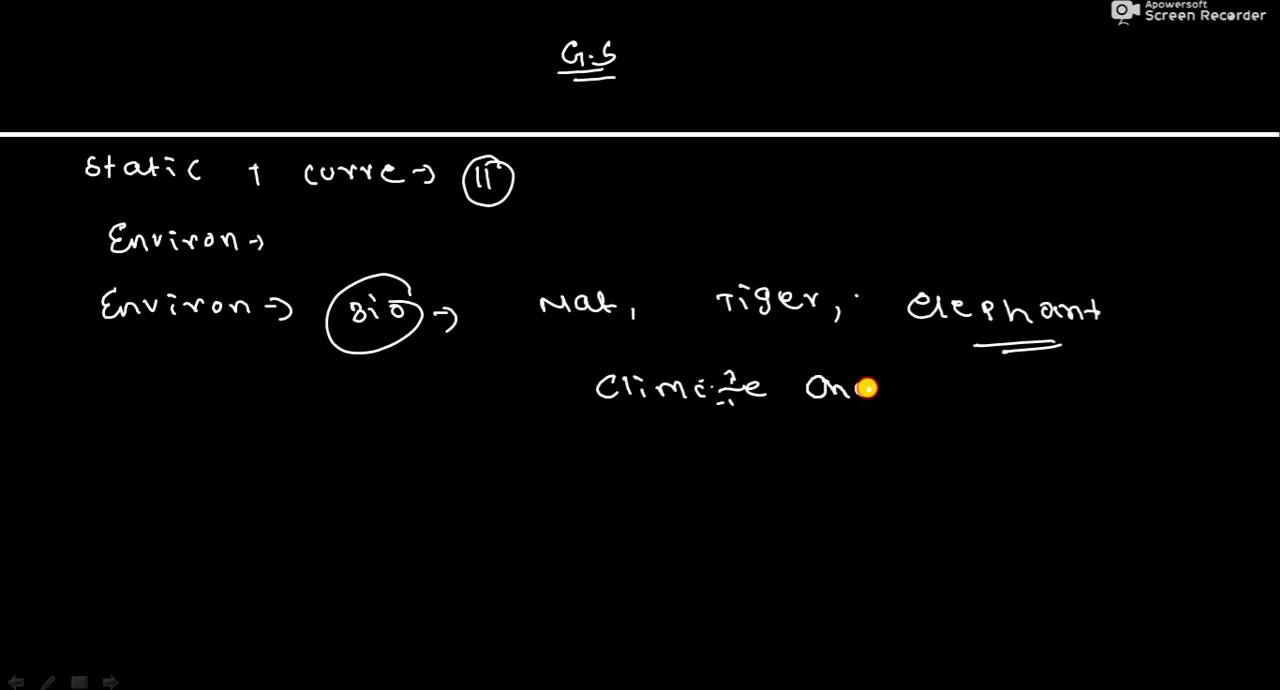 Apowersoft
Screen Recorder
G.S
Static + curre → 11
Environ →
Environ → Bio → Nat, Tiger, Elephant
Climate